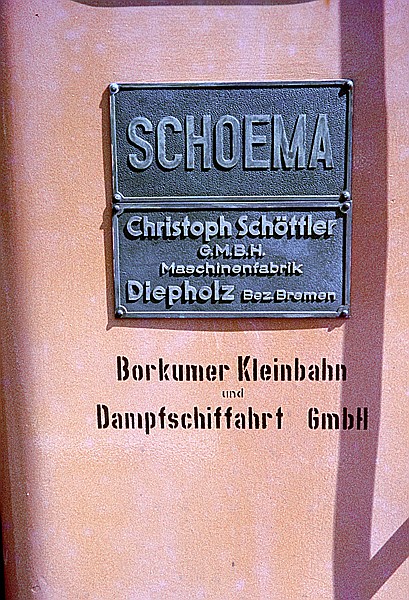 SCHOEMA
Christoph Schöttler
G.M.B.H.
Maschinenfabrik
Diepholz Bez. Bremen
Borkumer Kleinbahn
und
Dampfschiffahrt GmbH